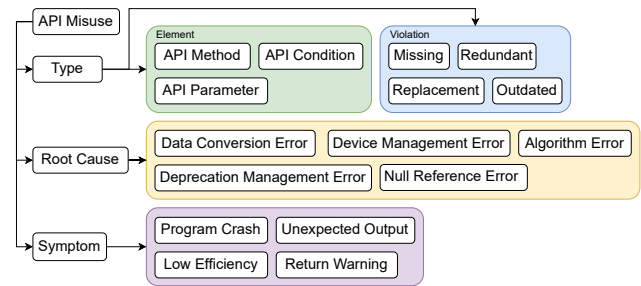 API Misuse
Type
Element
API Method API Condition
API Parameter
Violation
Missing Redundant
Replacement Outdated
Root Cause
Data Conversion Error Device Management Error Algorithm Error
Deprecation Management Error Null Reference Error
Symptom
Program Crash Unexpected Output
Low Efficiency Return Warning